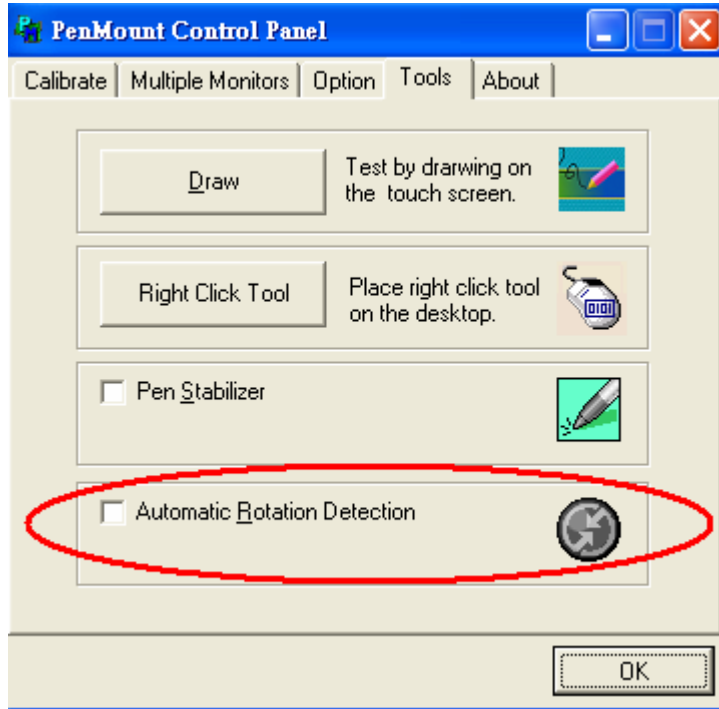 PenMount Control Panel
Calibrate Multiple Monitors Option Tools About
Draw
Test by drarwing on
the touch screen.
Right Click Tool
Place right click tool
on the desktop.
Pen Stabilizer
Automatic Rotation Detection
OK